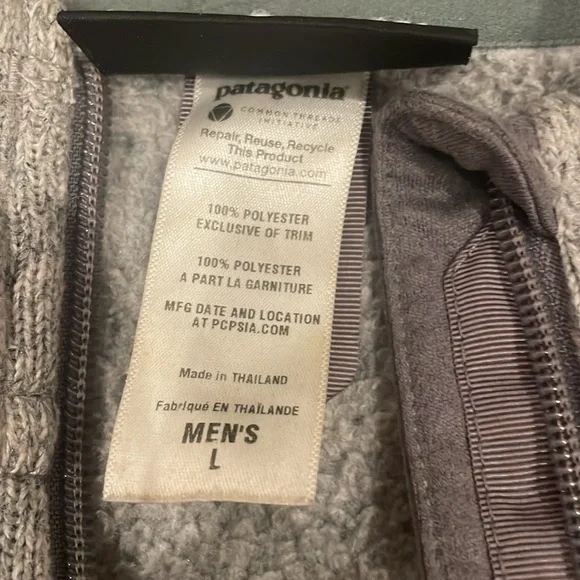 patagonia®
COMMON THREADS
INITIATIVE
Repair, Reuse, Recycle
This Product
www.patagonia.com
100% POLYESTER
EXCLUSIVE OF TRIM
100% POLYESTER
A PART LA GARNITURE
MFG DATE AND LOCATION
AT PCPSIA.COM
Made in THAILAND
Fabriqué EN THAÏLANDE
MEN'S
L